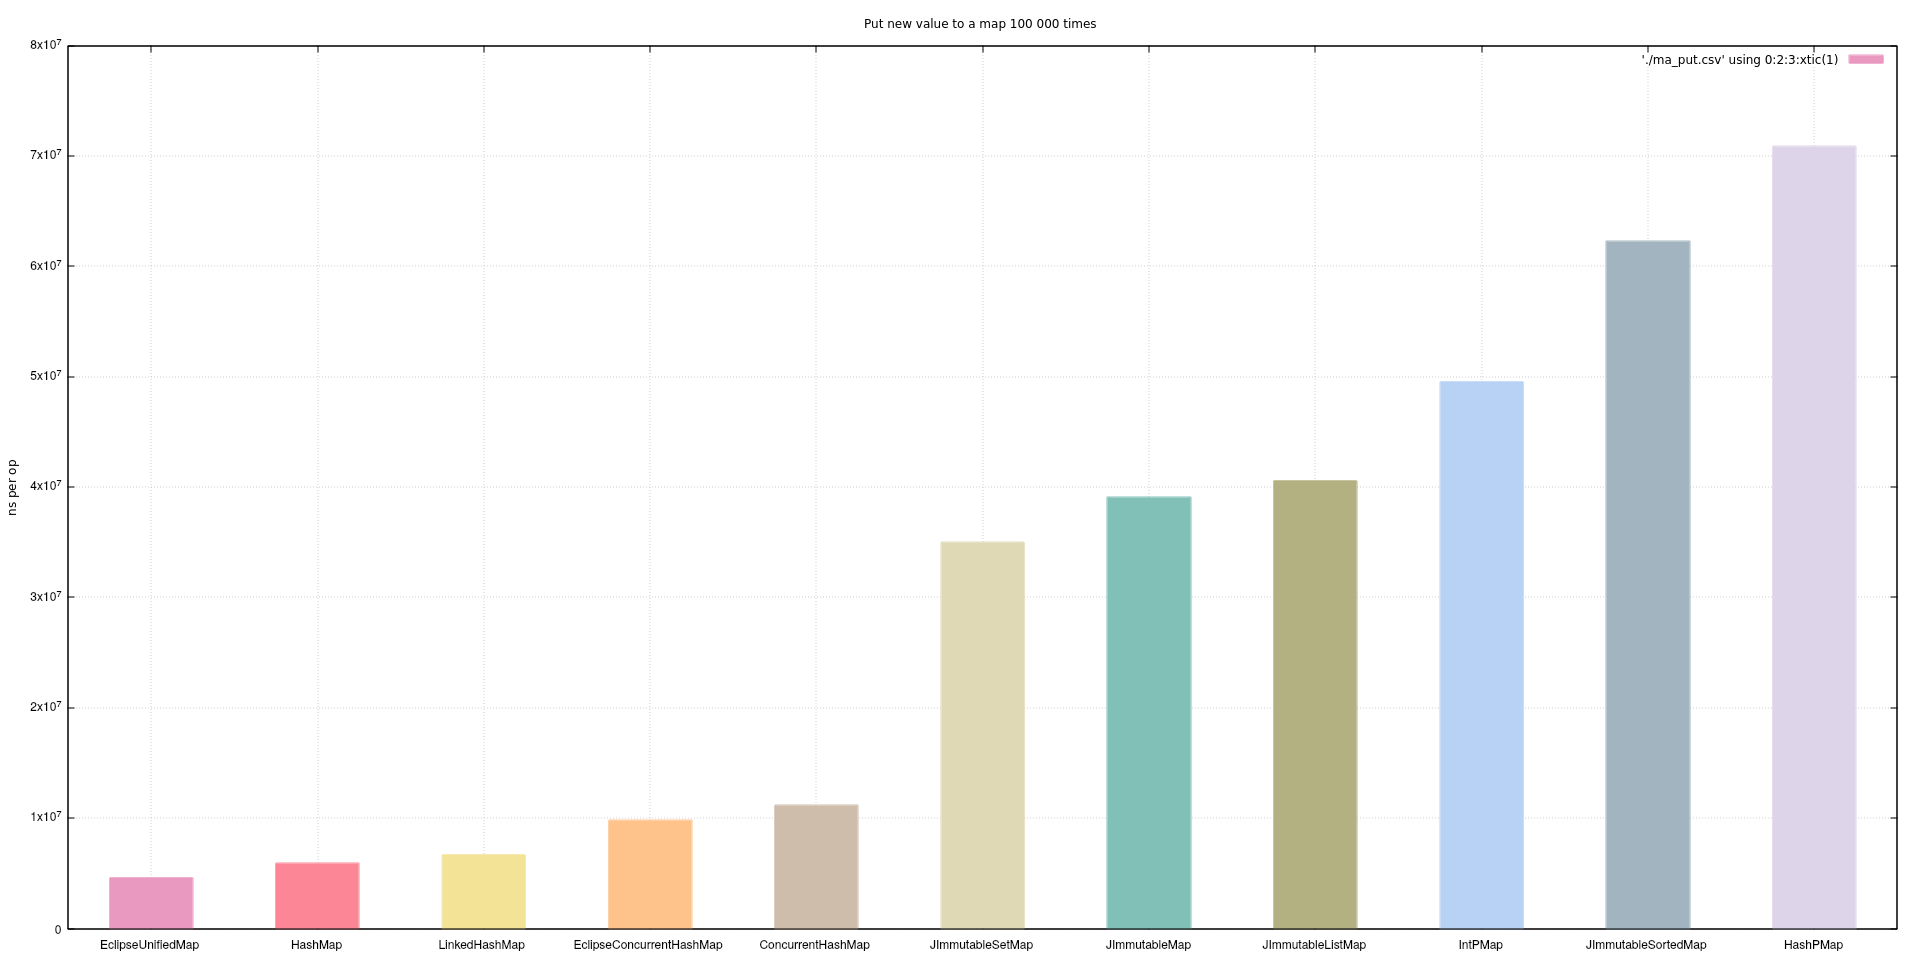 Put new value to a map 100 000 times
'./ma_put.csv' using 0:2:3:xtic(1)
8x10⁷
7x10⁷
6x10⁷
5x10⁷
4x10⁷
3x10⁷
2x10⁷
1x10⁷
0
ns per op
EclipseUnifiedMap HashMap LinkedHashMap EclipseConcurrentHashMap ConcurrentHashMap JImmutableSetMap JImmutableMap JImmutableListMap IntPMap JImmutableSortedMap HashPMap